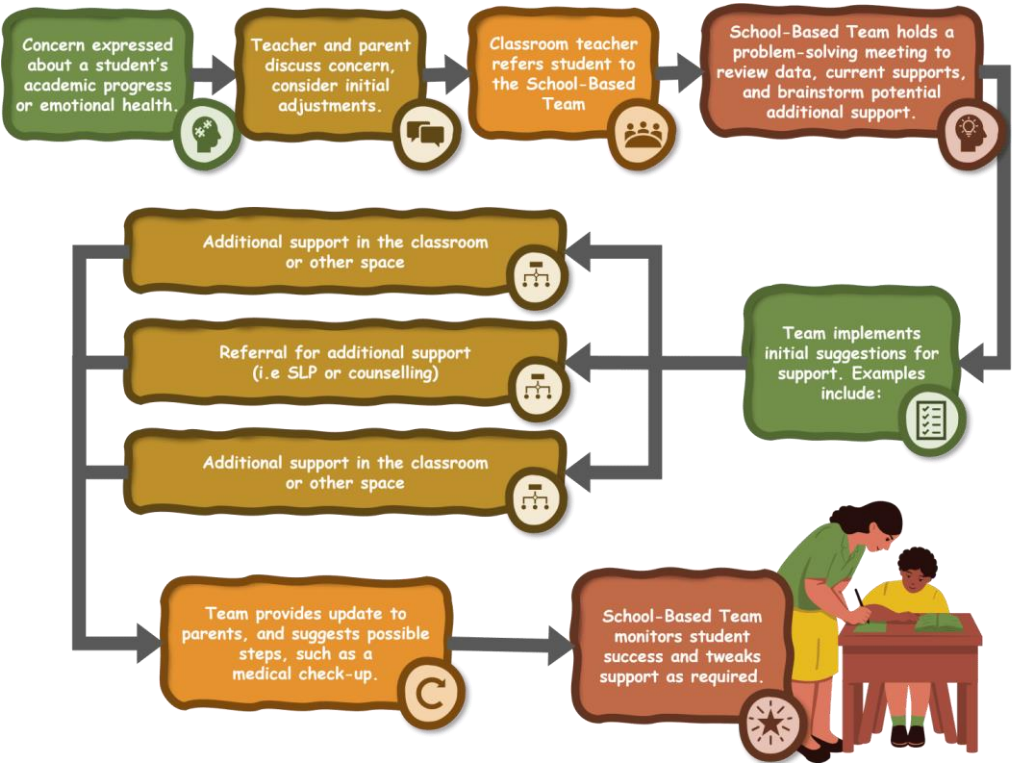 Concern expressed
about a student's
academic progress
or emotional health.
Teacher and parent
discuss concern,
consider initial
adjustments.
Classroom teacher
refers student to
the School-Based
Team
School-Based Team holds a
problem-solving meeting to
review data, current supports,
and brainstorm potential
additional support.
Team implements
initial suggestions for
support. Examples
include:
Additional support in the classroom
or other space
Referral for additional support
(i.e SLP or counselling)
Additional support in the classroom
or other space
Team provides update to
parents, and suggests possible
steps, such as a
medical check-up.
School-Based Team
monitors student
success and tweaks
support as required.